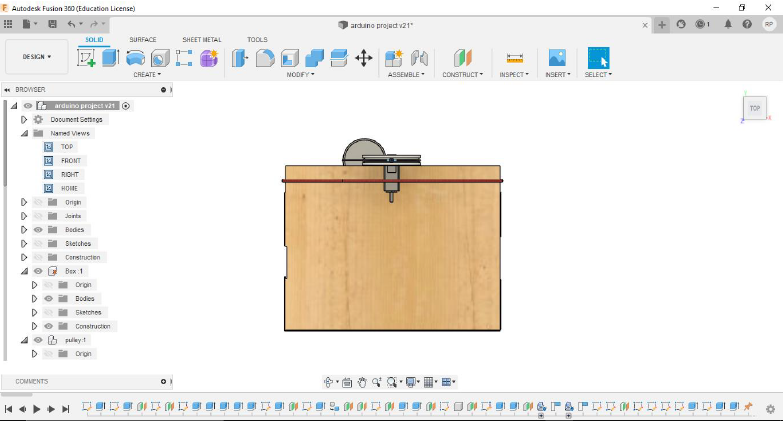 Autodesk Fusion 360 (Education License)
arduino project v21*
1
RP
DESIGN
SOLID SURFACE SHEET METAL TOOLS
CREATE MODIFY ASSEMBLE CONSTRUCT INSPECT INSERT SELECT
BROWSER
arduino project v21
Document Settings
Named Views
TOP
FRONT
RIGHT
HOME
Origin
Joints
Bodies
Sketches
Construction
Box:1
Origin
Bodies
Sketches
Construction
pulley:1
Origin
TOP
Z
X
COMMENTS